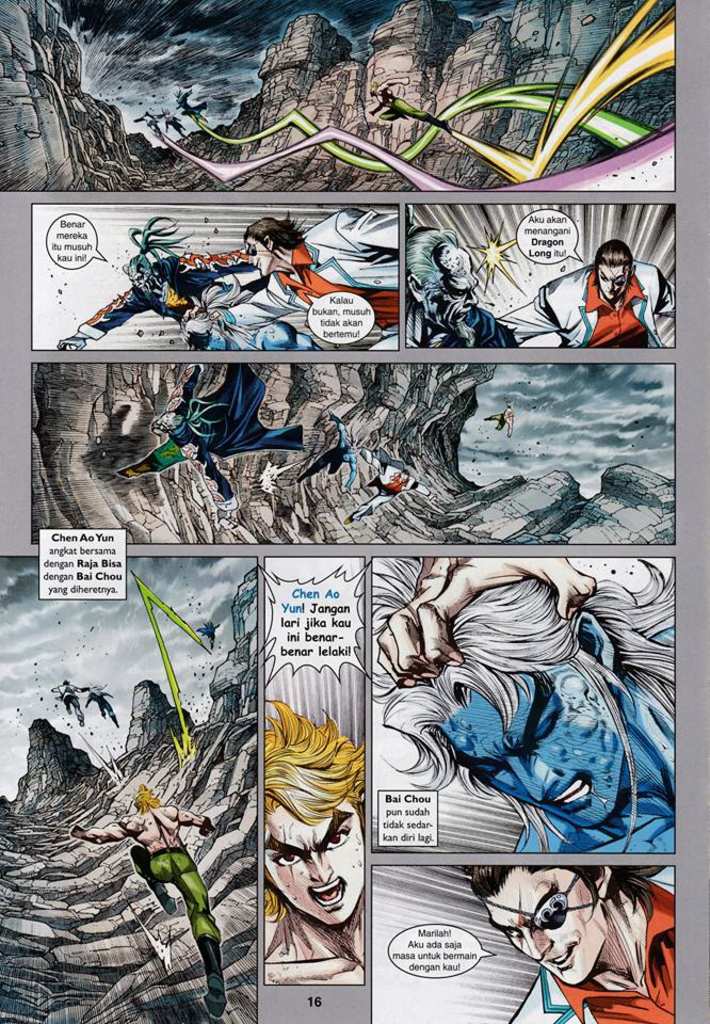 Benar
mereka
itu musuh
kau ini!
Kalau
bukan, musuh
tidak akan
bertemu!
Aku akan
menangani
Dragon
Long itu!
Chen Ao Yun
angkat bersama
dengan Raja Bisa
dengan Bai Chou
yang diheretnya.
Chen Ao
Yun! Jangan
lari jika kau
ini benar-
benar lelaki!
Bai Chou
pun sudah
tidak sedar-
kan diri lagi.
Marilah!
Aku ada saja
masa untuk bermain
dengan kau!
16